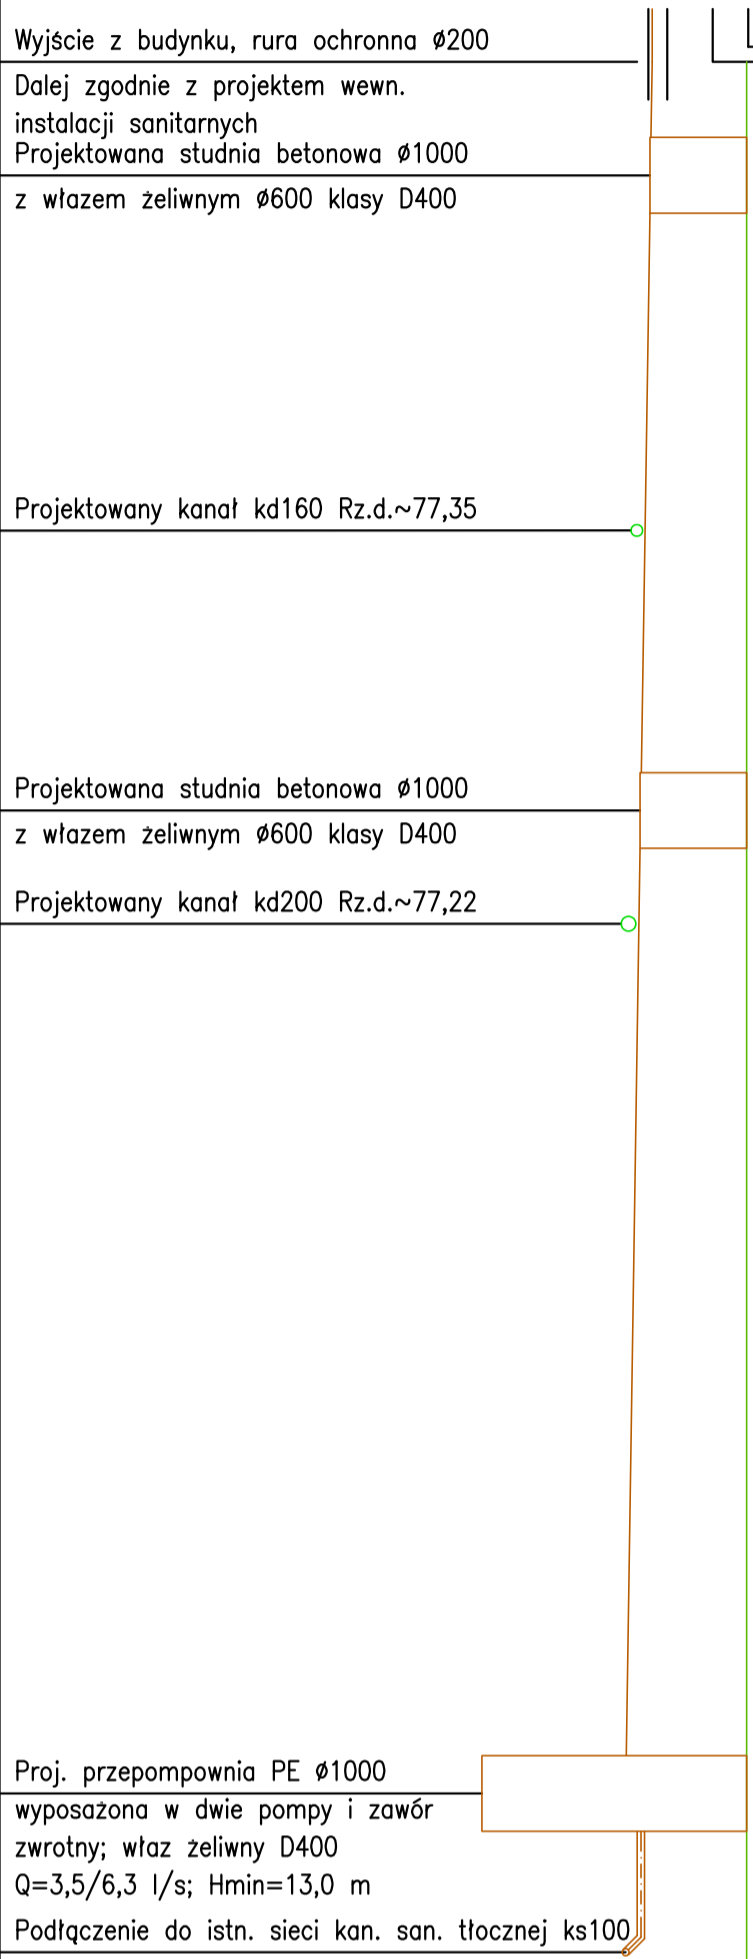 Wyjście z budynku, rura ochronna ø200
Dalej zgodnie z projektem wewn.
instalacji sanitarnych
Projektowana studnia betonowa ø1000
z włazem żeliwnym ø600 klasy D400
Projektowany kanał kd160 Rz.d.~77,35
Projektowana studnia betonowa ø1000
z włazem żeliwnym ø600 klasy D400
Projektowany kanał kd200 Rz.d.~77,22
Proj. przepompownia PE ø1000
wyposażona w dwie pompy i zawór
zwrotny; właz żeliwny D400
Q=3,5/6,3 l/s; Hmin=13,0 m
Podłączenie do istn. sieci kan. san. tłocznej ks100